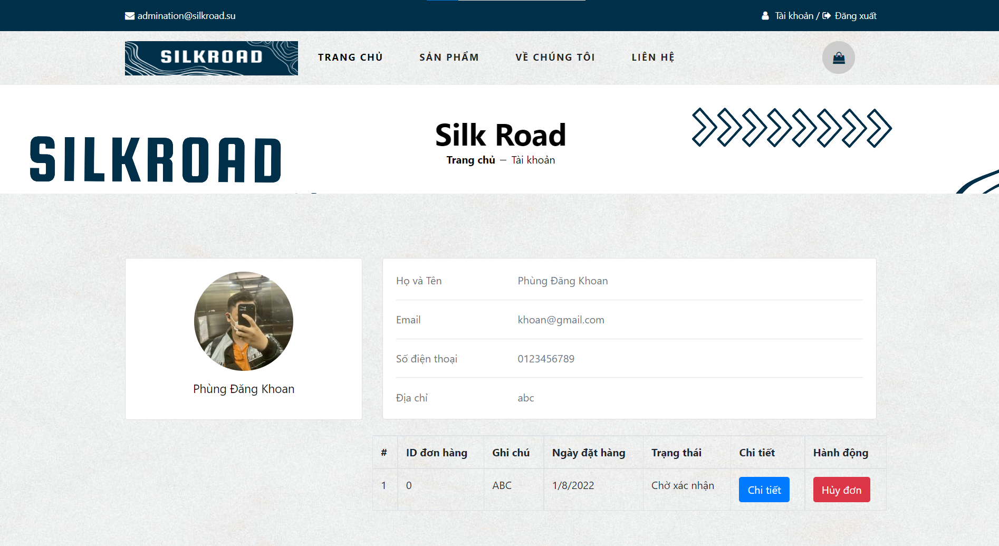 admination@silkroad.su
Tài khoản / Đăng xuất
SILKROAD
TRANG CHỦ
SẢN PHẨM
VỀ CHÚNG TÔI
LIÊN HỆ
SILKROAD
Silk Road
Trang chủ — Tài khoản
Phùng Đăng Khoan
Họ và Tên Phùng Đăng Khoan
Email khoan@gmail.com
Số điện thoại 0123456789
Địa chỉ abc
# ID đơn hàng Ghi chú Ngày đặt hàng Trạng thái Chi tiết Hành động
1 0 ABC 1/8/2022 Chờ xác nhận Chi tiết Hủy đơn